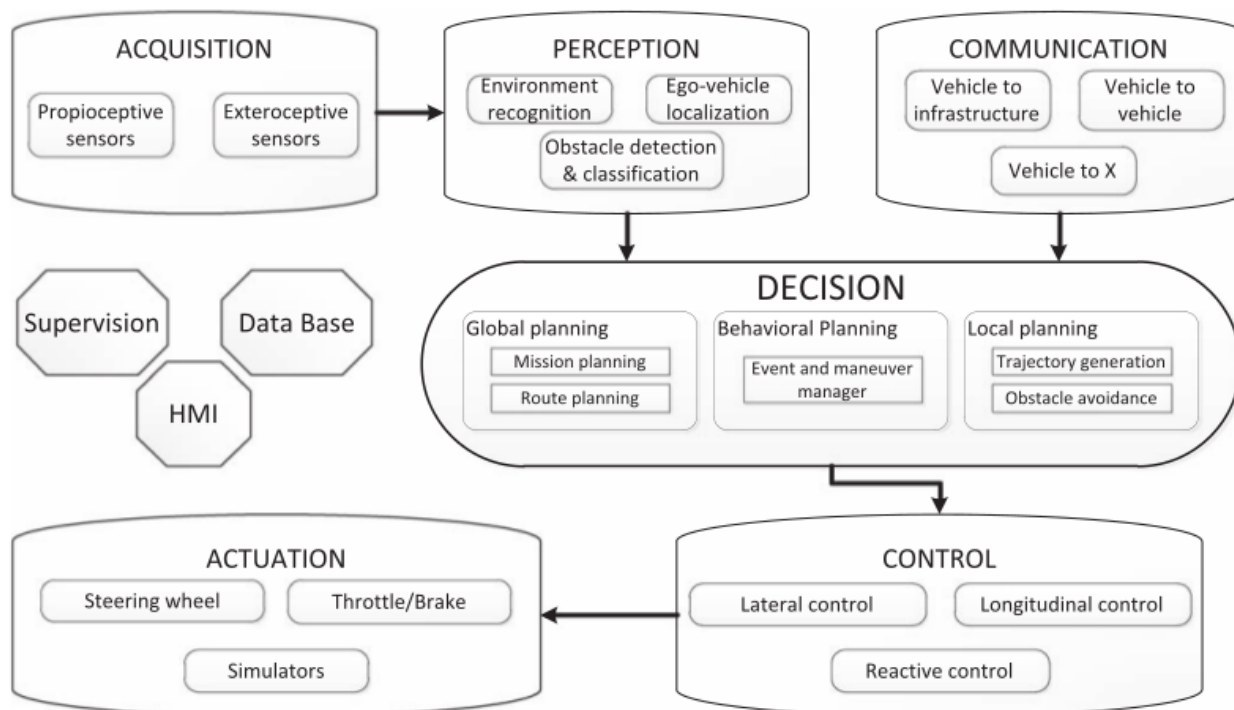 ACQUISITION
Propioceptive
sensors
Exteroceptive
sensors
PERCEPTION
Environment
recognition
Ego-vehicle
localization
Obstacle detection
& classification
COMMUNICATION
Vehicle to
infrastructure
Vehicle to
vehicle
Vehicle to X
Supervision
Data Base
HMI
DECISION
Global planning
Mission planning
Route planning
Behavioral Planning
Event and maneuver
manager
Local planning
Trajectory generation
Obstacle avoidance
ACTUATION
Steering wheel
Throttle/Brake
Simulators
CONTROL
Lateral control
Longitudinal control
Reactive control